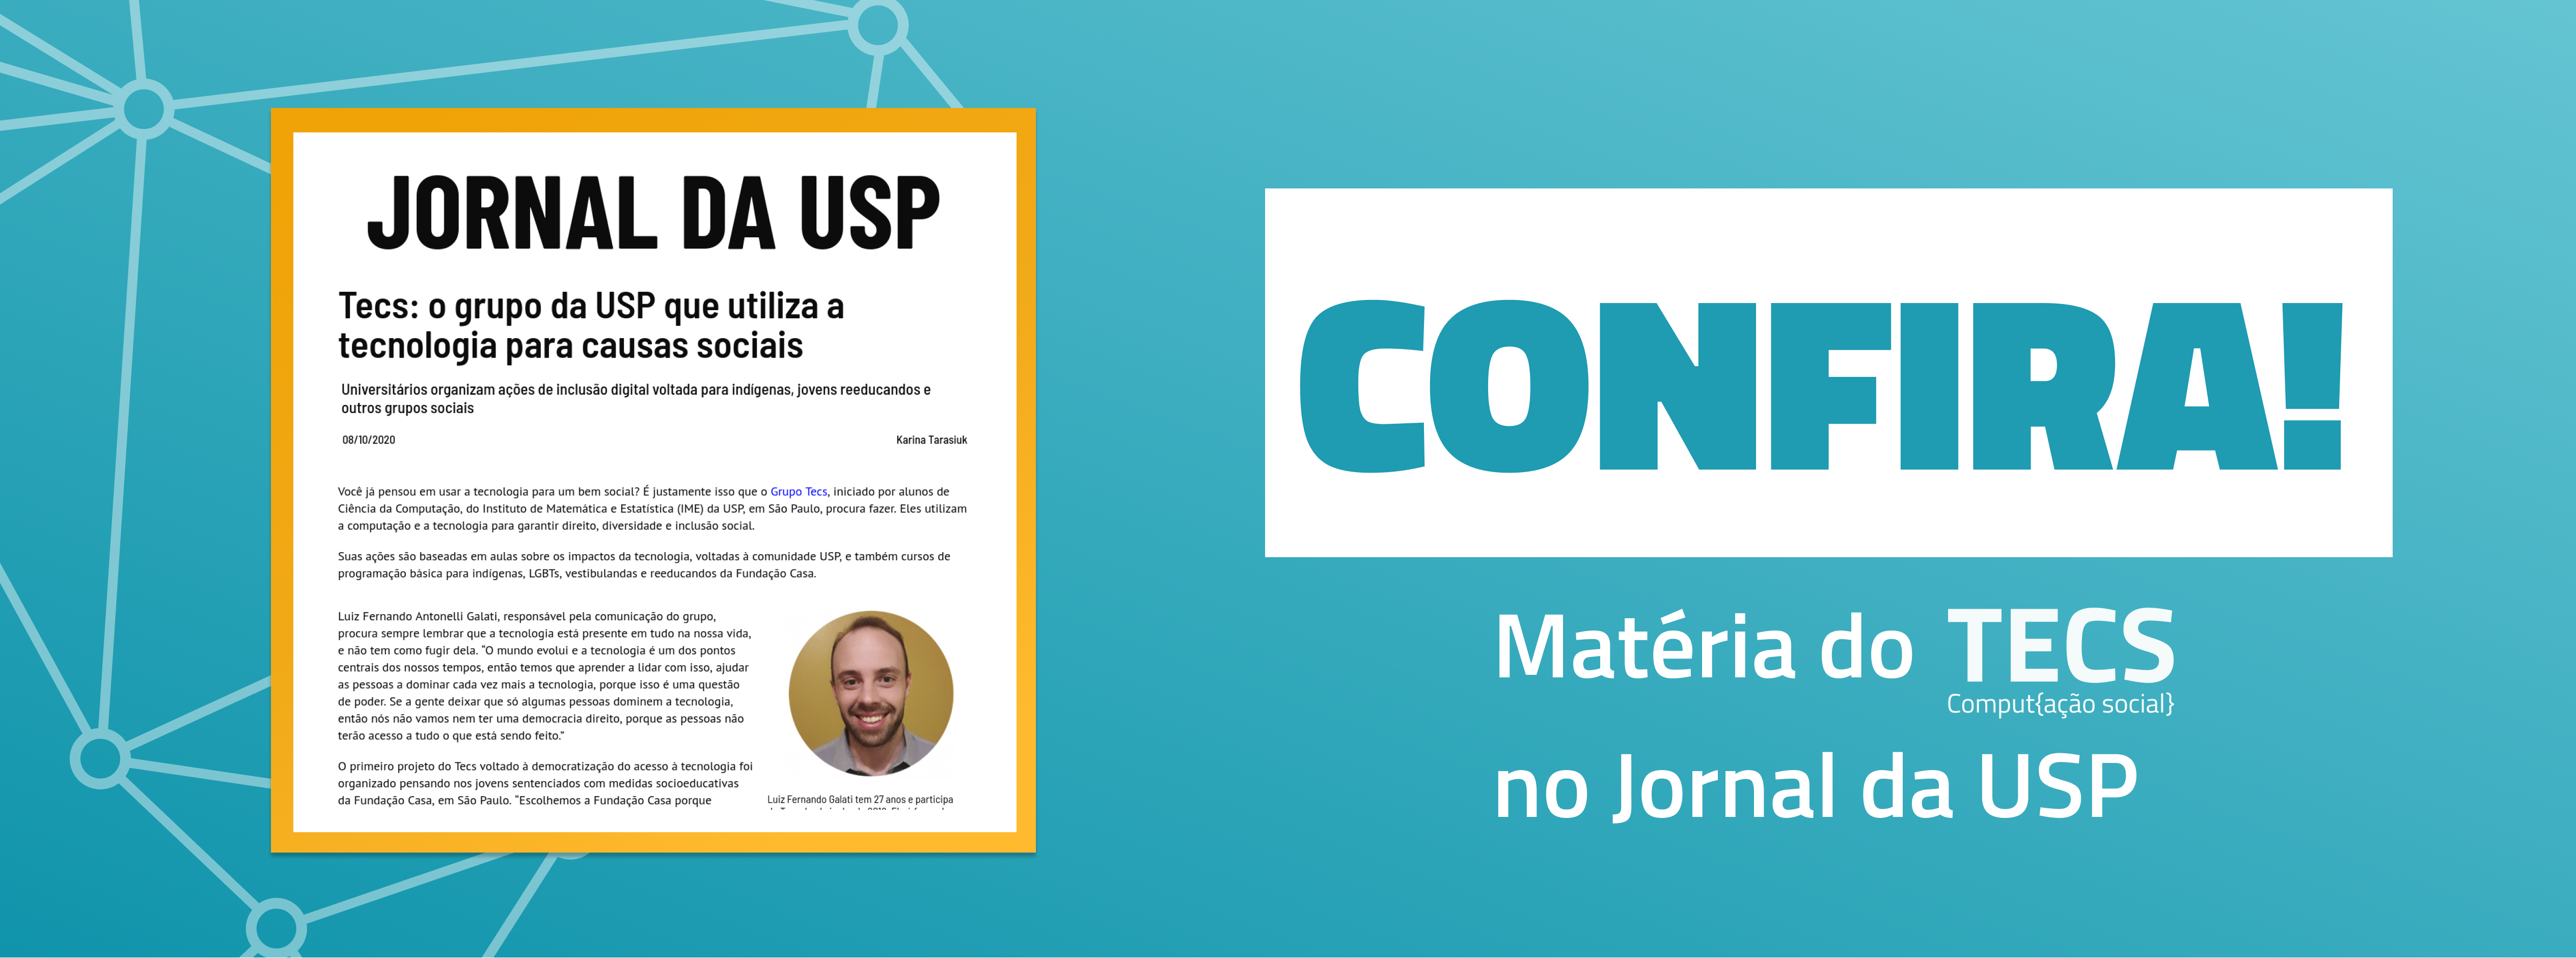 JORNAL DA USP
Tecs: o grupo da USP que utiliza a
tecnologia para causas sociais
Universitários organizam ações de inclusão digital voltada para indígenas, jovens reeducandos e
outros grupos sociais
08/10/2020
Karina Tarasiuk
Você já pensou em usar a tecnologia para um bem social? É justamente isso que o Grupo Tecs, iniciado por alunos de
Ciência da Computação, do Instituto de Matemática e Estatística (IME) da USP, em São Paulo, procura fazer. Eles utilizam
a computação e a tecnologia para garantir direito, diversidade e inclusão social.
Suas ações são baseadas em aulas sobre os impactos da tecnologia, voltadas à comunidade USP, e também cursos de
programação básica para indígenas, LGBTs, vestibulandas e reeducandos da Fundação Casa.
Luiz Fernando Antonelli Galati, responsável pela comunicação do grupo,
procura sempre lembrar que a tecnologia está presente em tudo na nossa vida,
e não tem como fugir dela. “O mundo evolui e a tecnologia é um dos pontos
centrais dos nossos tempos, então temos que aprender a lidar com isso, ajudar
as pessoas a dominar cada vez mais a tecnologia, porque isso é uma questão
de poder. Se a gente deixar que só algumas pessoas dominem a tecnologia,
então nós não vamos nem ter uma democracia direito, porque as pessoas não
terão acesso a tudo o que está sendo feito.”
O primeiro projeto do Tecs voltado à democratização do acesso à tecnologia foi
organizado pensando nos jovens sentenciados com medidas socioeducativas
da Fundação Casa, em São Paulo. “Escolhemos a Fundação Casa porque
Luiz Fernando Galati tem 27 anos e participa
CONFIRA!
Matéria do TECS
Comput{ação social}
no Jornal da USP